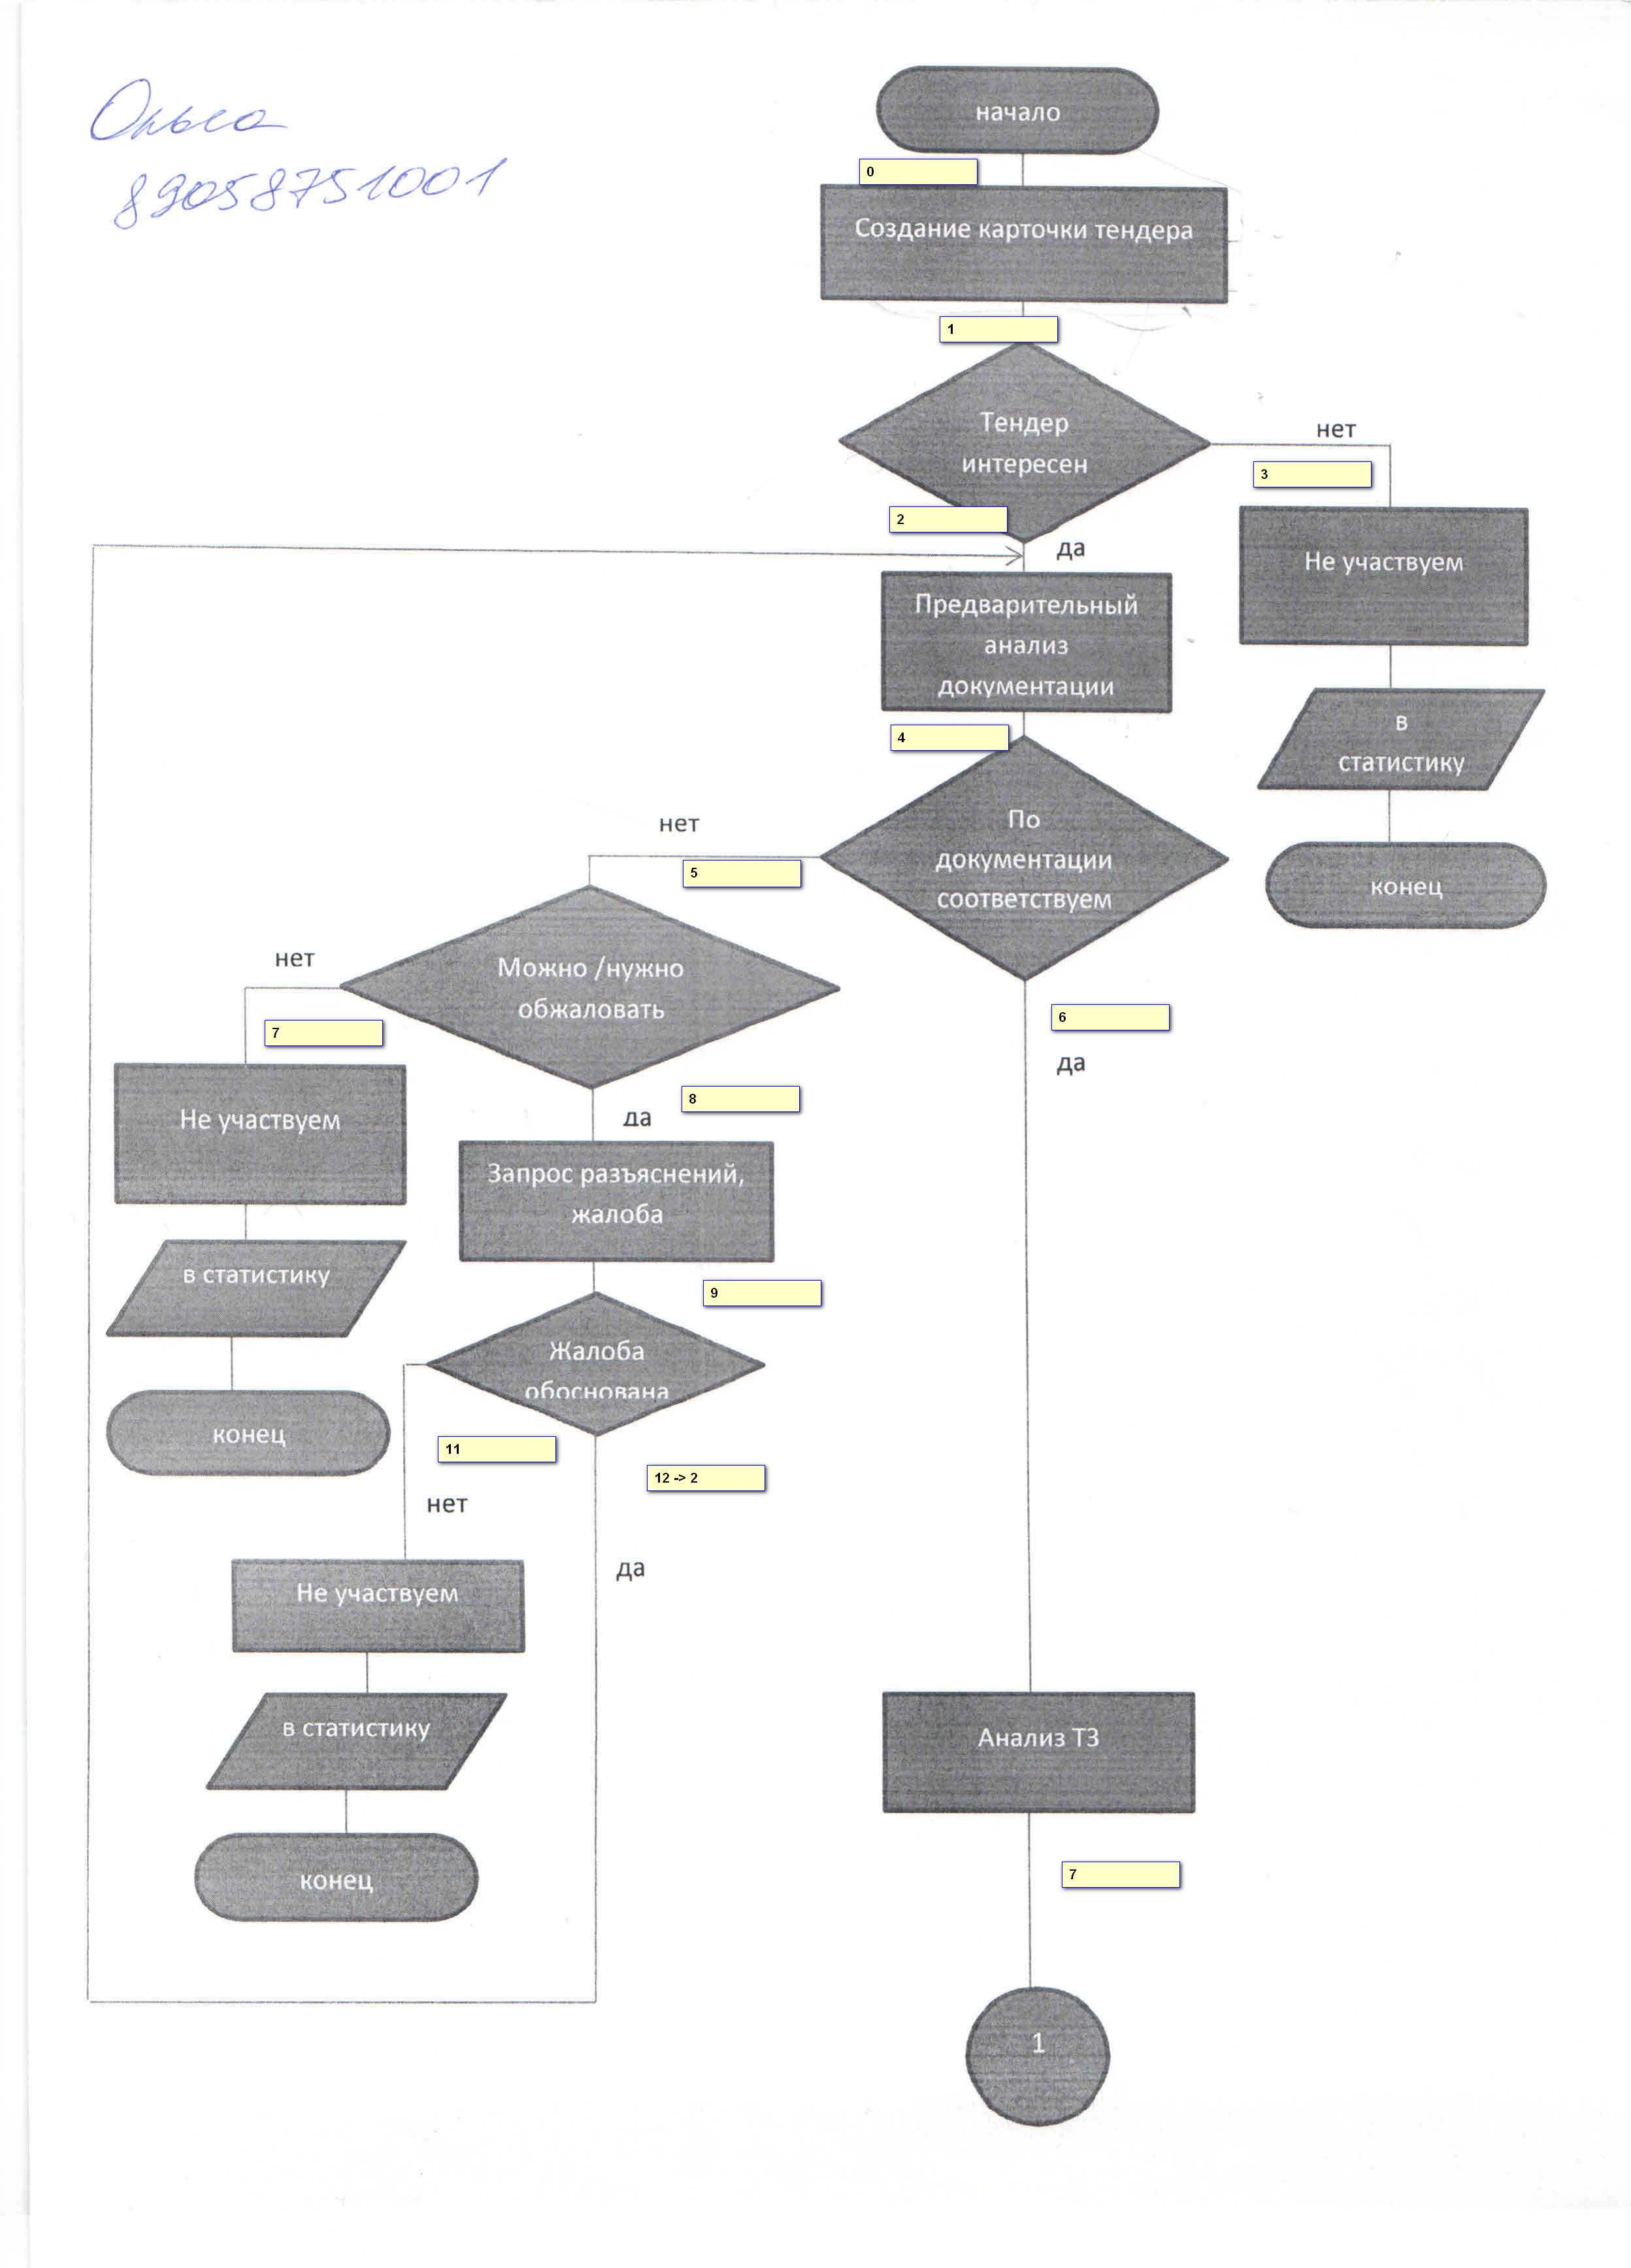 Ольга
89058751001
начало
0
Создание карточки тендера
1
Тендер
интересен
нет
3
2
да
Не участвуем
Предварительный
анализ
документации
в
статистику
4
По
документации
соответствуем
нет
5
конец
Можно /нужно
обжаловать
нет
7
6
да
8
да
Не участвуем
Запрос разъяснений,
жалоба
в статистику
9
Жалоба
обоснована
конец
11
12 -> 2
нет
да
Не участвуем
в статистику
Анализ ТЗ
конец
7
1